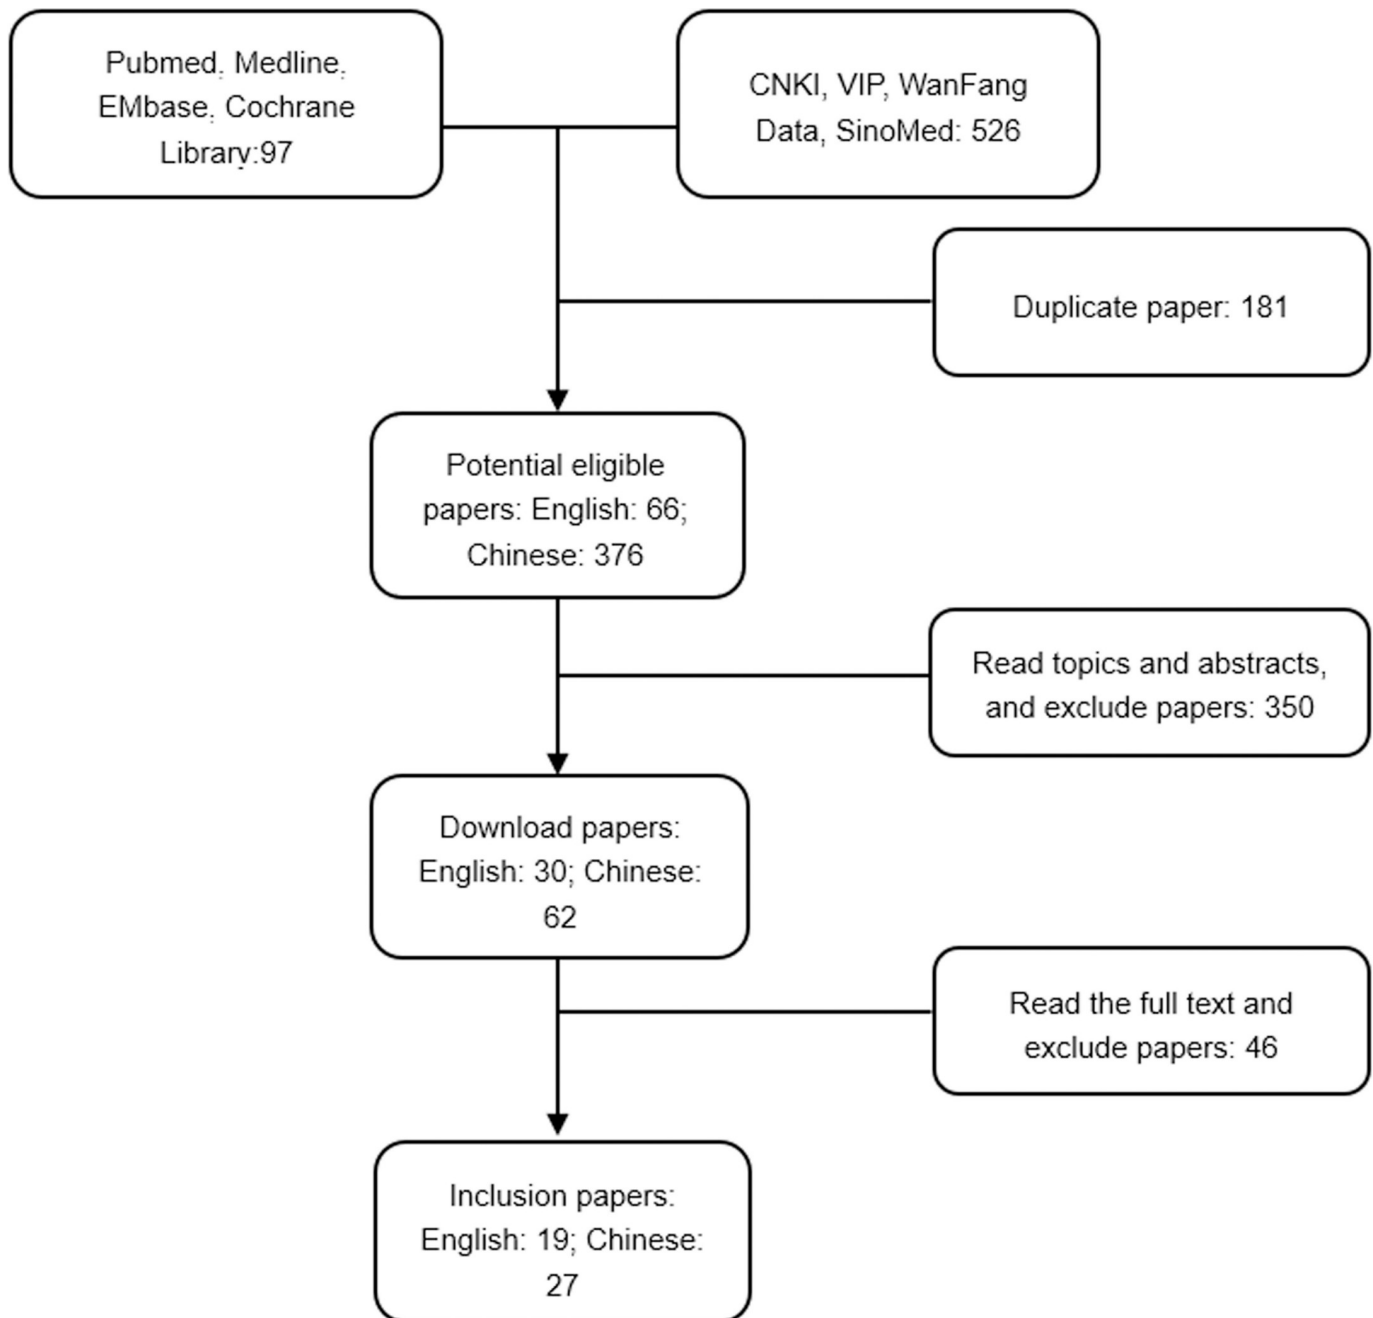 Pubmed, Medline,
EMbase, Cochrane
Library:97
CNKI, VIP, WanFang
Data, SinoMed: 526
Duplicate paper: 181
Potential eligible
papers: English: 66;
Chinese: 376
Read topics and abstracts,
and exclude papers: 350
Download papers:
English: 30; Chinese:
62
Read the full text and
exclude papers: 46
Inclusion papers:
English: 19; Chinese:
27